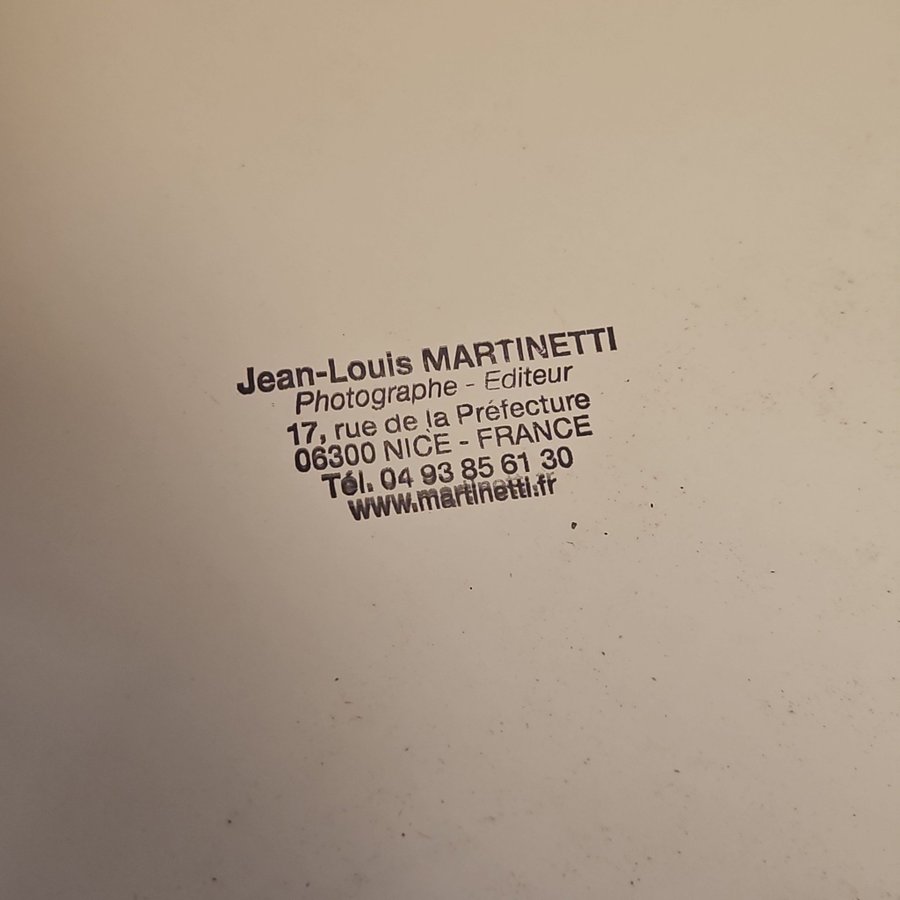 Jean-Louis MARTINETTI
Photographe - Editeur
17, rue de la Préfecture
06300 NICE - FRANCE
Tél. 04 93 85 61 30
www.martinetti.fr